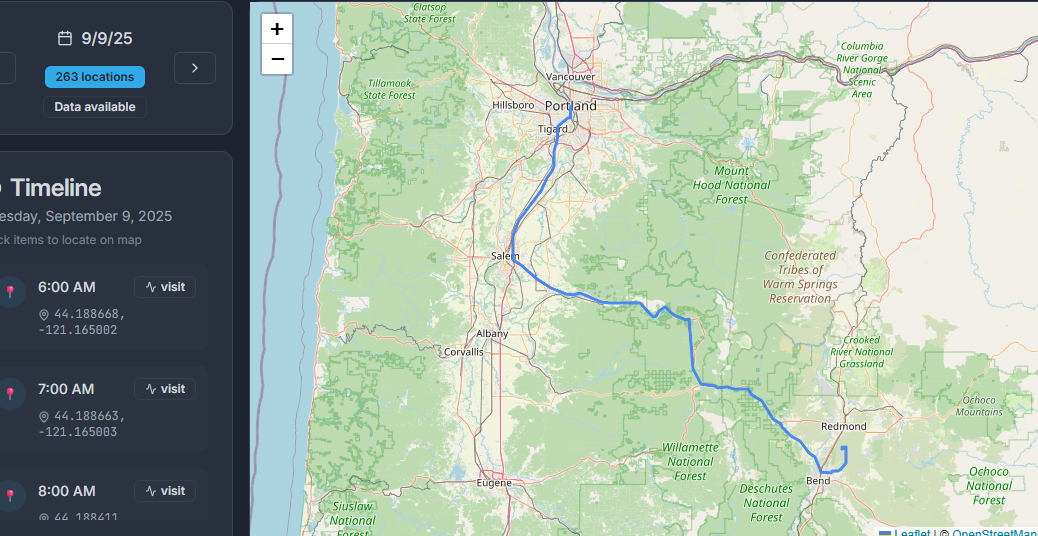 9/9/25
263 locations
Data available
Timeline
esday, September 9, 2025
ck items to locate on map
6:00 AM
visit
44.188668,
-121.165002
7:00 AM
visit
44.188663,
-121.165003
8:00 AM
visit
44.188411
+
−
Clatsop
State Forest
Tillamook
State Forest
Vancouver
Hillsboro
Portland
Tigard
Columbia
River Gorge
National
Scenic
Area
Mount
Hood National
Forest
Salem
Confederated
Tribes of
Warm Springs
Reservation
Albany
Corvallis
Crooked
River National
Grassland
Ochoco
Mountains
Redmond
Willamette
National
Forest
Bend
Eugene
Deschutes
National
Forest
Ochoco
National
Forest
Siuslaw
National
Forest
Leaflet | © OpenStreetMap